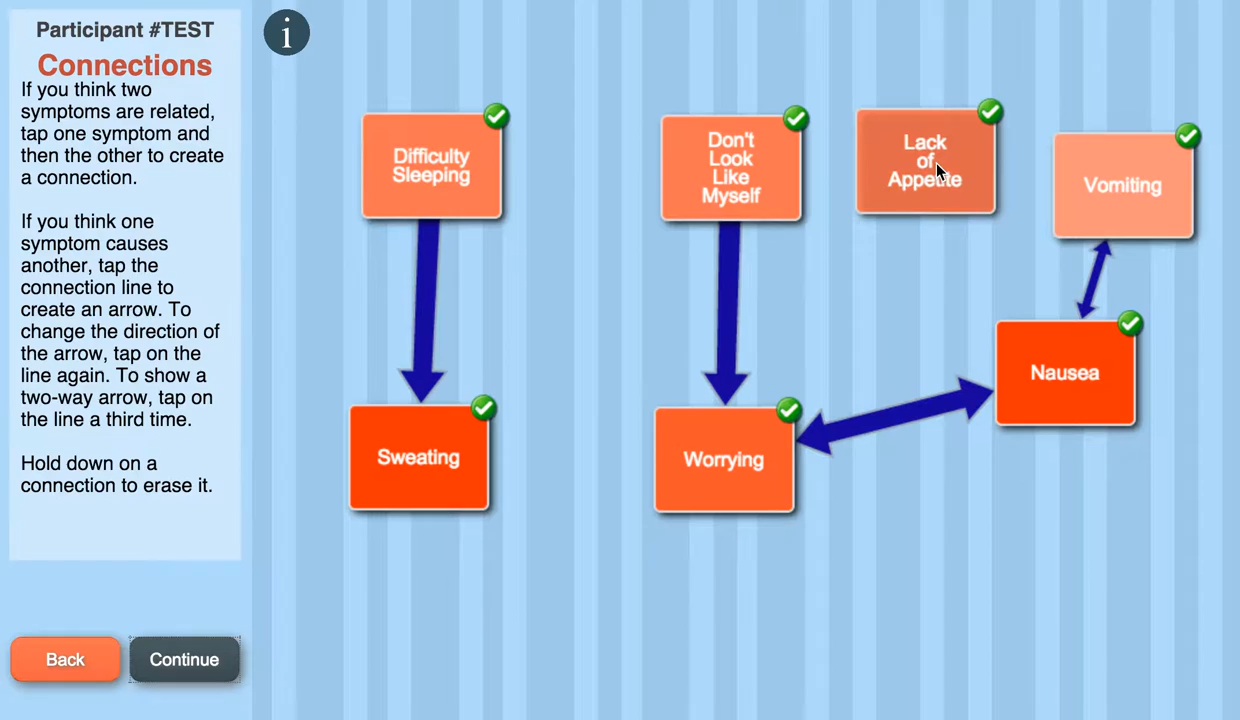 Participant #TEST
Connections
If you think two
symptoms are related,
tap one symptom and
then the other to create
a connection.
If you think one
symptom causes
another, tap the
connection line to
create an arrow. To
change the direction of
the arrow, tap on the
line again. To show a
two-way arrow, tap on
the line a third time.
Hold down on a
connection to erase it.
Back
Continue
i
Difficulty
Sleeping
Don't
Look
Like
Myself
Lack
of
Appetite
Vomiting
Nausea
Sweating
Worrying